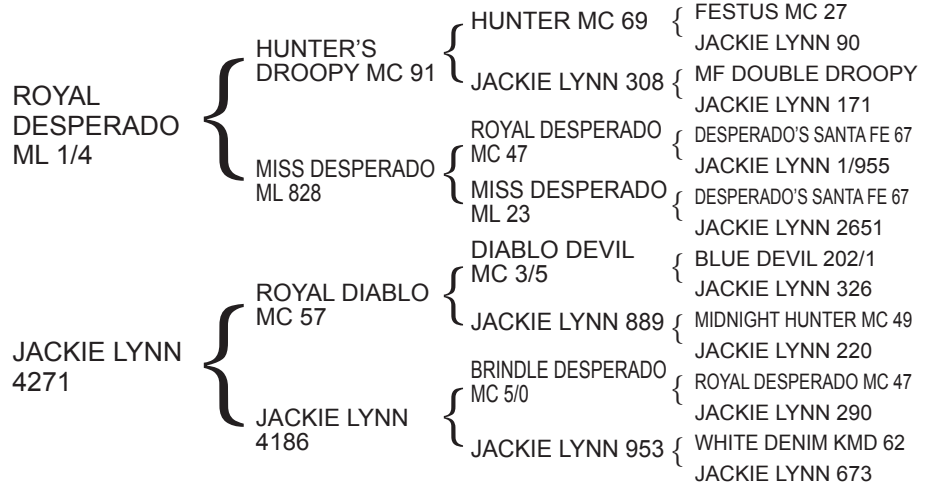 ROYAL
DESPERADO
ML 1/4
HUNTER'S
DROOPY MC 91
HUNTER MC 69
FESTUS MC 27
JACKIE LYNN 90
JACKIE LYNN 308
MF DOUBLE DROOPY
JACKIE LYNN 171
MISS DESPERADO
ML 828
ROYAL DESPERADO
MC 47
DESPERADO'S SANTA FE 67
JACKIE LYNN 1/955
MISS DESPERADO
ML 23
DESPERADO'S SANTA FE 67
JACKIE LYNN 2651
JACKIE LYNN
4271
ROYAL DIABLO
MC 57
DIABLO DEVIL
MC 3/5
BLUE DEVIL 202/1
JACKIE LYNN 326
JACKIE LYNN 889
MIDNIGHT HUNTER MC 49
JACKIE LYNN 220
JACKIE LYNN
4186
BRINDLE DESPERADO
MC 5/0
ROYAL DESPERADO MC 47
JACKIE LYNN 290
JACKIE LYNN 953
WHITE DENIM KMD 62
JACKIE LYNN 673